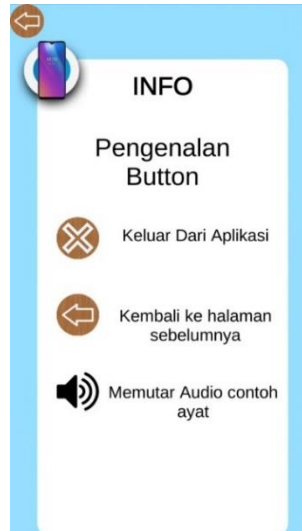 INFO
Pengenalan
Button
Keluar Dari Aplikasi
Kembali ke halaman
sebelumnya
Memutar Audio contoh
ayat